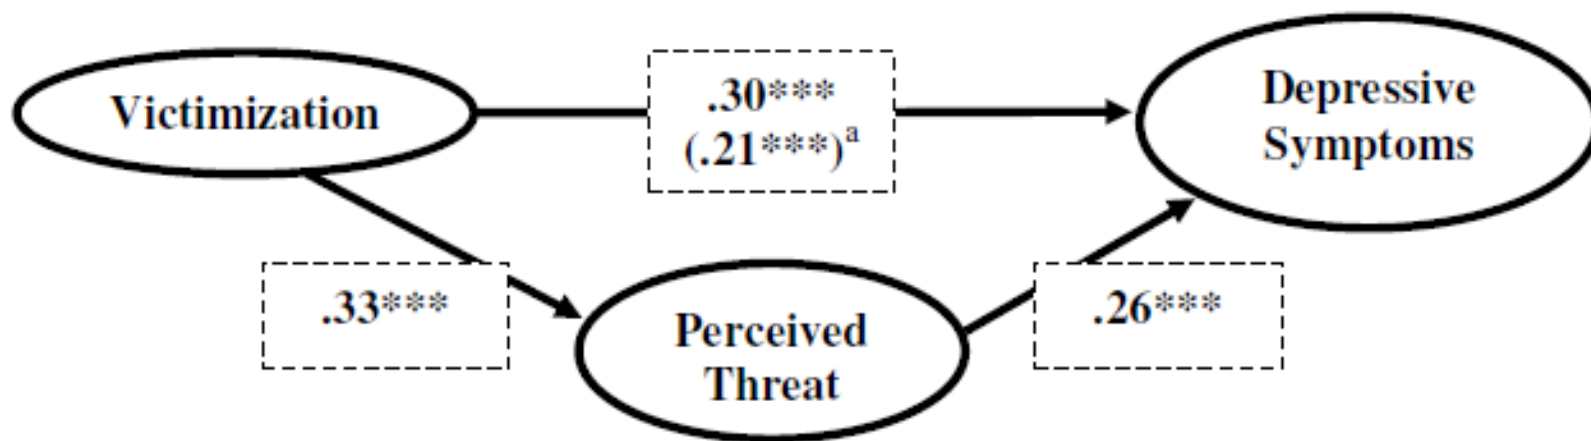 Victimization
.30***
(.21***)ᵃ
Depressive
Symptoms
.33***
Perceived
Threat
.26***